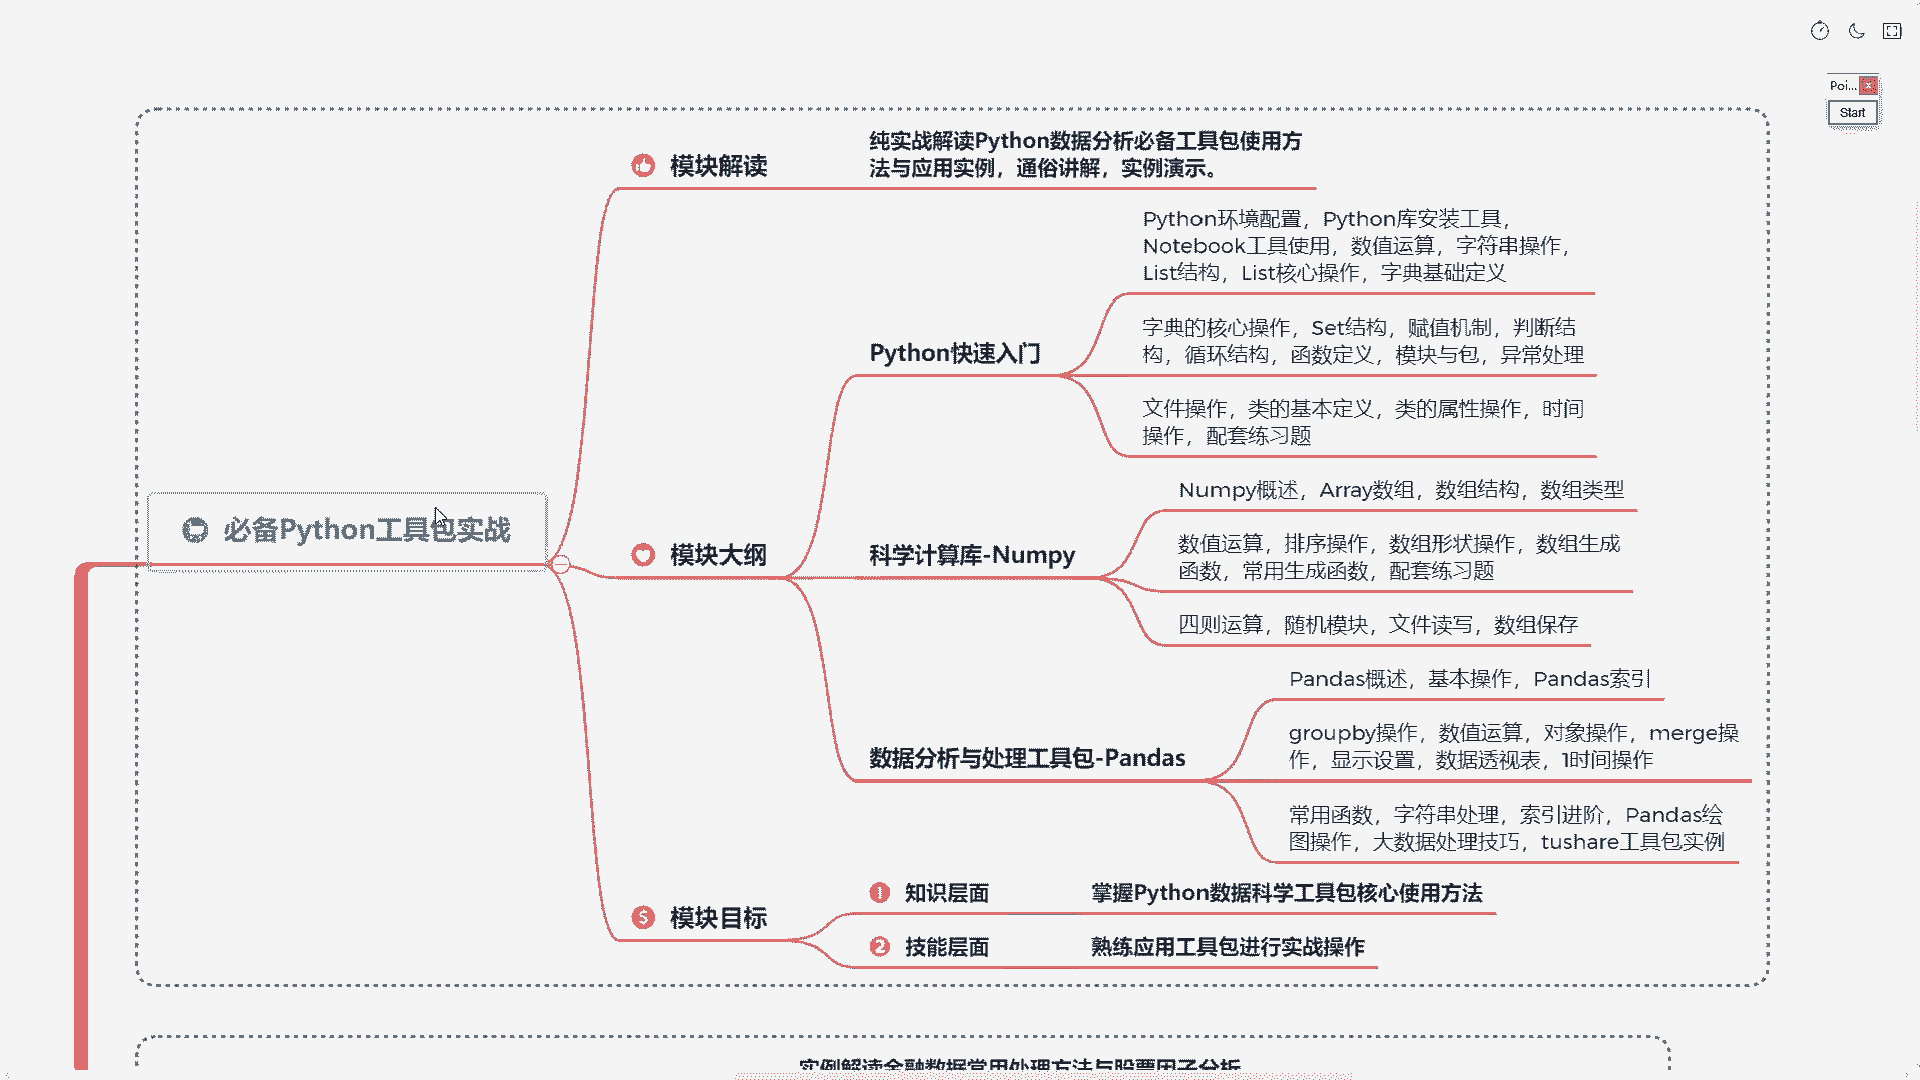 Poi...
Start
必备Python工具包实战
模块解读
纯实战解读Python数据分析必备工具包使用方
法与应用实例，通俗讲解，实例演示。
模块大纲
Python快速入门
Python环境配置，Python库安装工具，
Notebook工具使用，数值运算，字符串操作，
List结构，List核心操作，字典基础定义
字典的核心操作，Set结构，赋值机制，判断结
构，循环结构，函数定义，模块与包，异常处理
文件操作，类的基本定义，类的属性操作，时间
操作，配套练习题
科学计算库-Numpy
Numpy概述，Array数组，数组结构，数组类型
数值运算，排序操作，数组形状操作，数组生成
函数，常用生成函数，配套练习题
四则运算，随机模块，文件读写，数组保存
数据分析与处理工具包-Pandas
Pandas概述，基本操作，Pandas索引
groupby操作，数值运算，对象操作，merge操
作，显示设置，数据透视表，1时间操作
常用函数，字符串处理，索引进阶，Pandas绘
图操作，大数据处理技巧，tushare工具包实例
模块目标
1 知识层面
掌握Python数据科学工具包核心使用方法
2 技能层面
熟练应用工具包进行实战操作
实例解读金融数据常用处理方法与股票因子分析